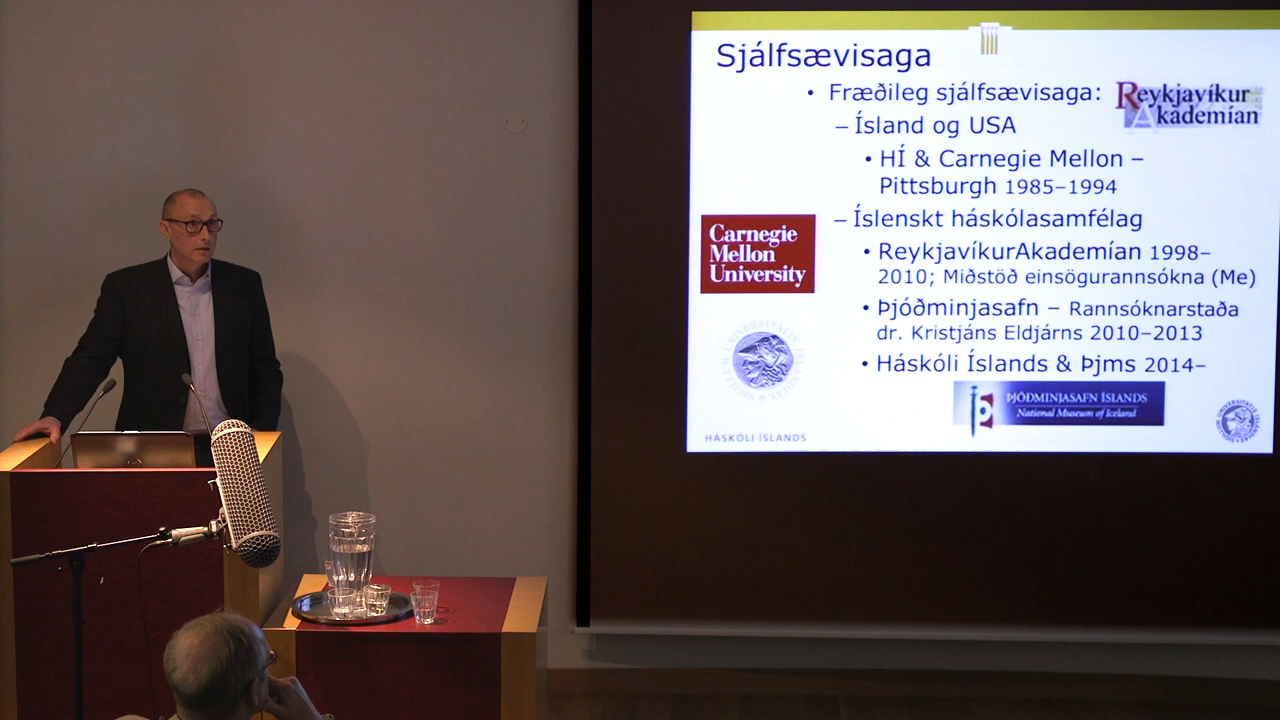 Sjálfsævisaga
• Fræðileg sjálfsævisaga:
Reykjavíkur
Akademían
– Ísland og USA
• HÍ & Carnegie Mellon –
Pittsburgh 1985–1994
– Íslenskt háskólasamfélag
Carnegie
Mellon
University
• ReykjavíkurAkademían 1998–
2010; Miðstöð einsögurannsókna (Me)
• Þjóðminjasafn – Rannsóknarstaða
dr. Kristjáns Eldjárns 2010–2013
• Háskóli Íslands & Þjms 2014–
ÞJÓÐMINJASAFN ÍSLANDS
National Museum of Iceland
HÁSKÓLI ÍSLANDS